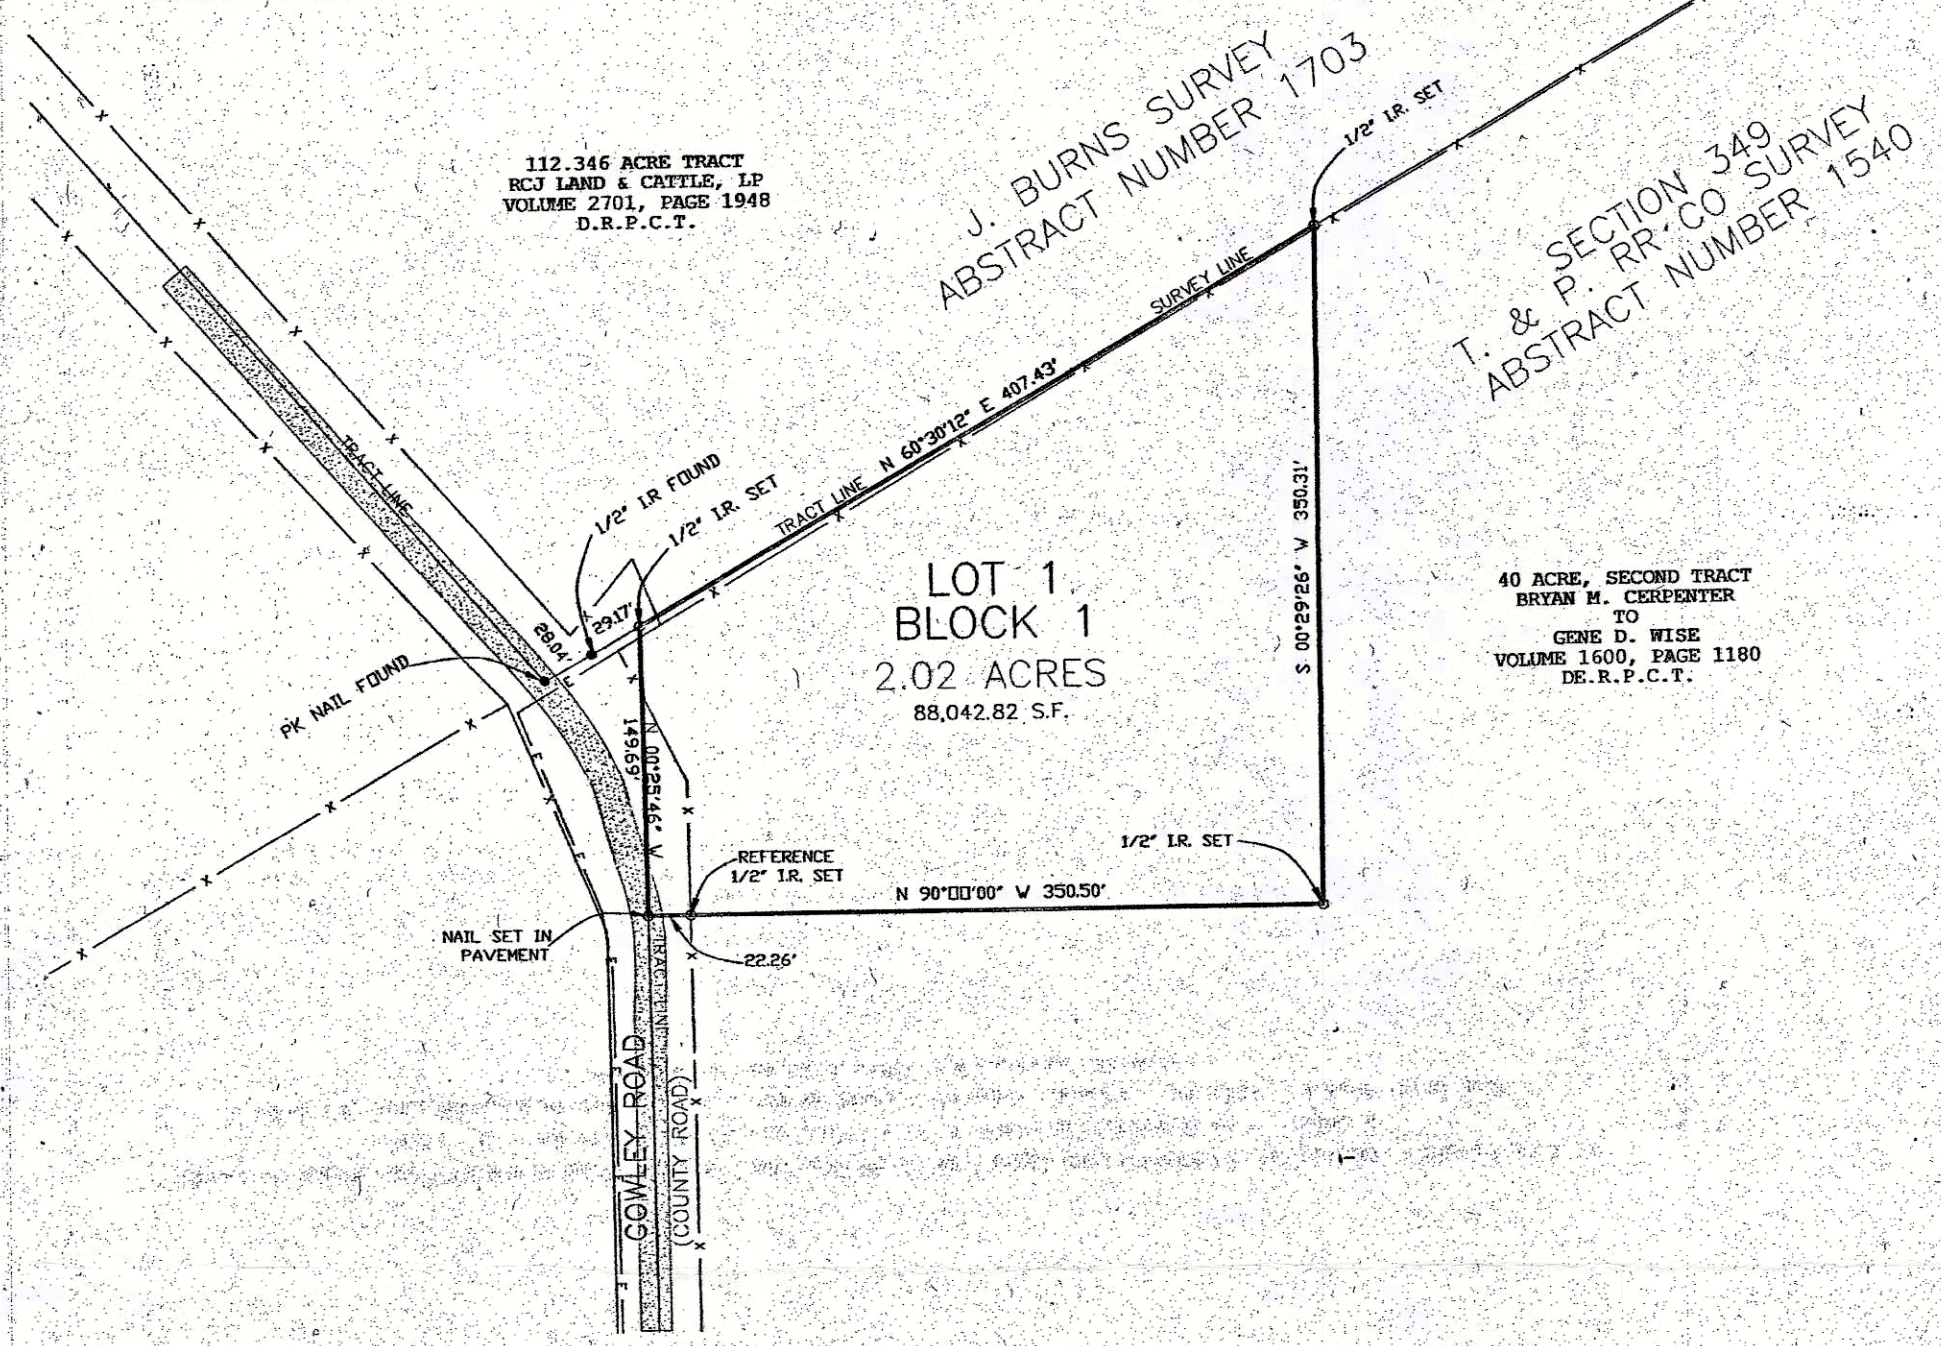 112.346 ACRE TRACT
RCJ LAND & CATTLE, LP
VOLUME 2701, PAGE 1948
D.R.P.C.T.
J. BURNS SURVEY
ABSTRACT NUMBER 1703
1/2" I.R. SET
SECTION 349
T. & P. RR CO SURVEY
ABSTRACT NUMBER 1540
SURVEY LINE
N 60°30'12" E 407.43'
TRACT LINE
TRACT LINE
1/2" I.R FOUND
1/2" I.R. SET
29.17'
28.04'
PK NAIL FOUND
LOT 1
BLOCK 1
2.02 ACRES
88,042.82 S.F.
S 00°29'26" W 350.31'
40 ACRE, SECOND TRACT
BRYAN M. CERPENTER
TO
GENE D. WISE
VOLUME 1600, PAGE 1180
DE.R.P.C.T.
N 00°25'46" W
149.69'
REFERENCE
1/2" I.R. SET
1/2" I.R. SET
N 90°00'00" W 350.50'
NAIL SET IN
PAVEMENT
22.26'
TRACT LINE
ROAD
(COUNTY ROAD)